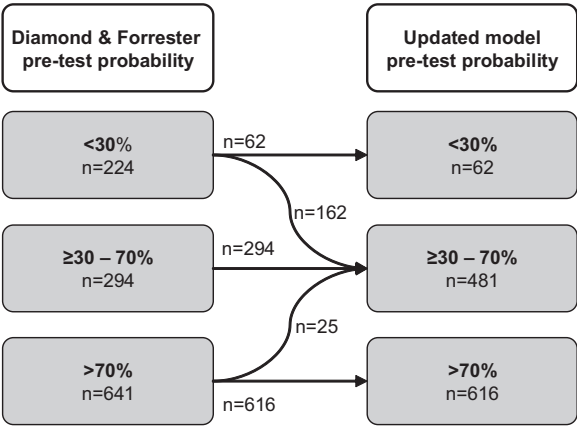 Diamond & Forrester
pre-test probability
Updated model
pre-test probability
<30%
n=224
n=62
<30%
n=62
n=162
≥30 – 70%
n=294
n=294
≥30 – 70%
n=481
n=25
>70%
n=641
n=616
>70%
n=616